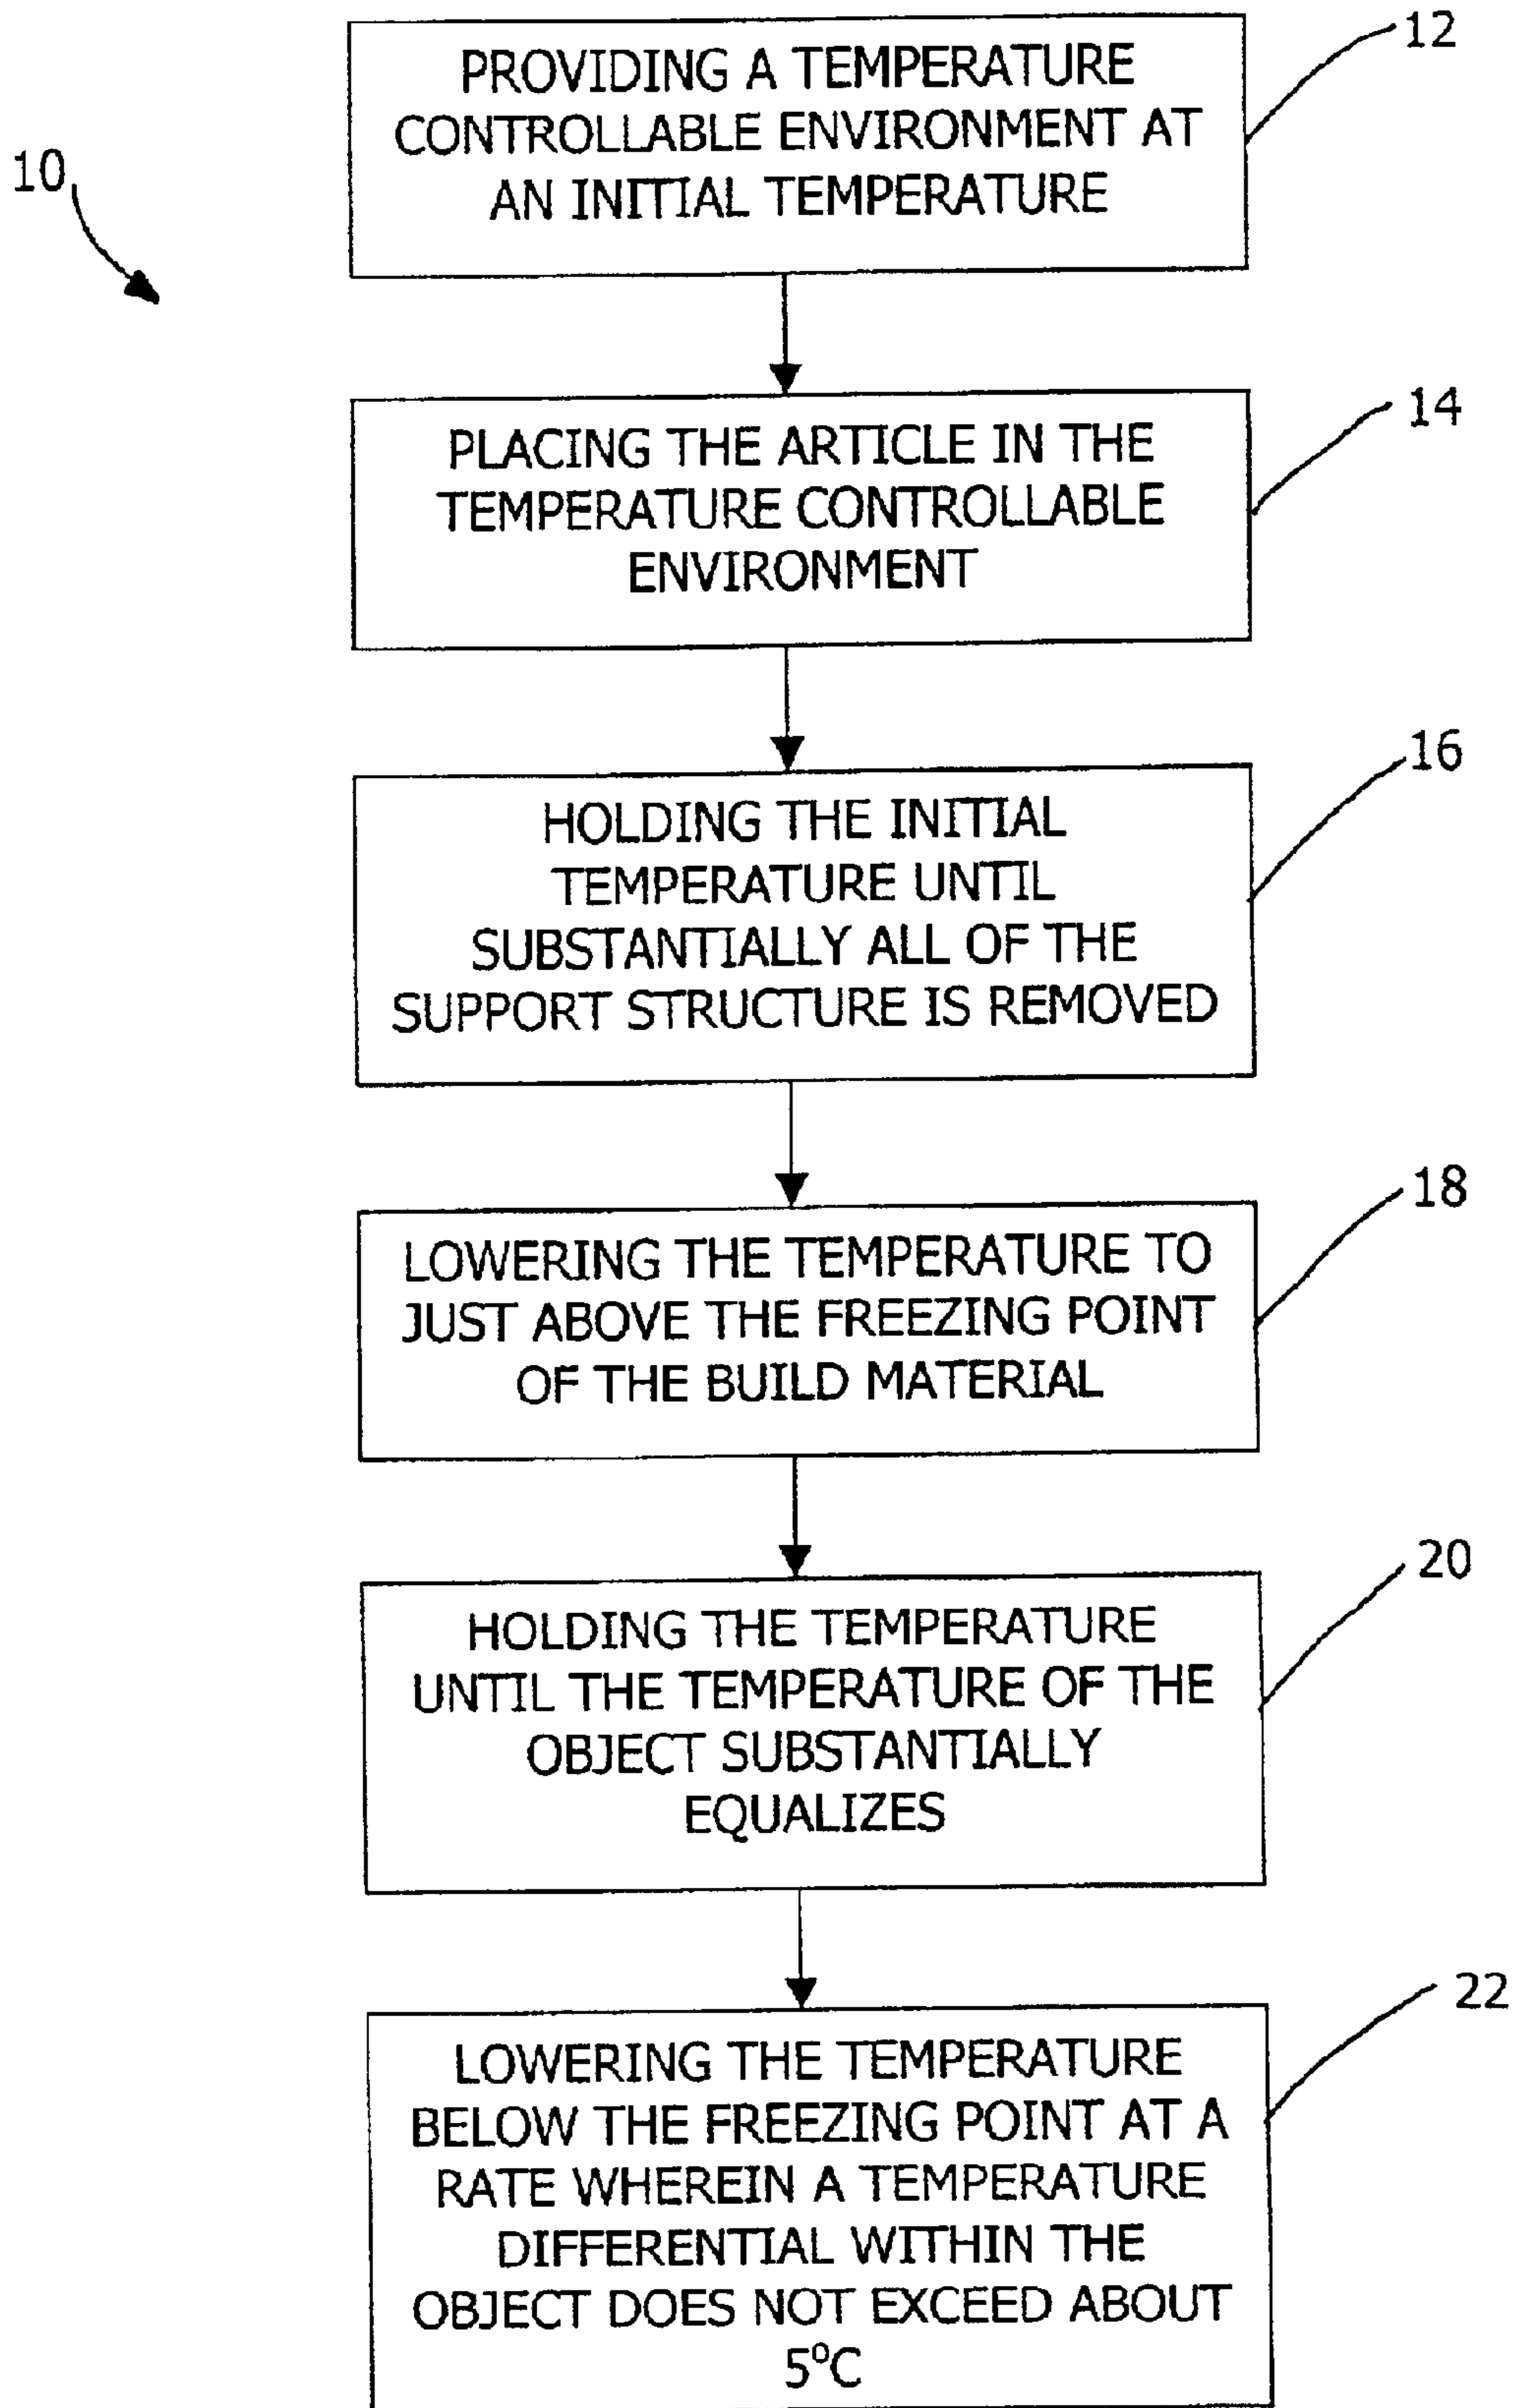 12
PROVIDING A TEMPERATURE
CONTROLLABLE ENVIRONMENT AT
AN INITIAL TEMPERATURE
10
14
PLACING THE ARTICLE IN THE
TEMPERATURE CONTROLLABLE
ENVIRONMENT
16
HOLDING THE INITIAL
TEMPERATURE UNTIL
SUBSTANTIALLY ALL OF THE
SUPPORT STRUCTURE IS REMOVED
18
LOWERING THE TEMPERATURE TO
JUST ABOVE THE FREEZING POINT
OF THE BUILD MATERIAL
20
HOLDING THE TEMPERATURE
UNTIL THE TEMPERATURE OF THE
OBJECT SUBSTANTIALLY
EQUALIZES
22
LOWERING THE TEMPERATURE
BELOW THE FREEZING POINT AT A
RATE WHEREIN A TEMPERATURE
DIFFERENTIAL WITHIN THE
OBJECT DOES NOT EXCEED ABOUT
5°C